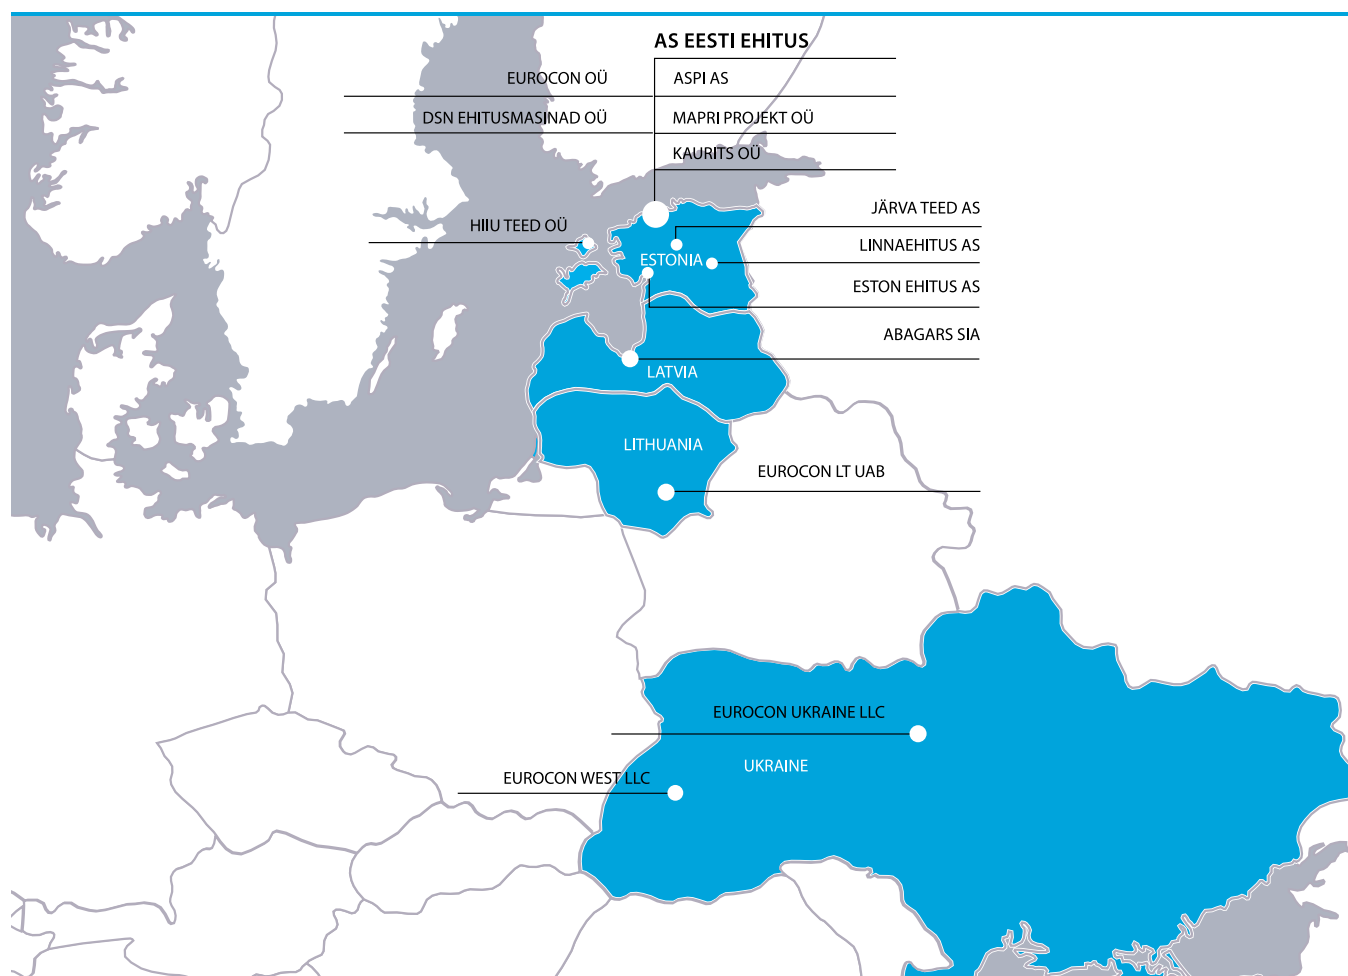 AS EESTI EHITUS
EUROCON OÜ
ASPI AS
DSN EHITUSMASINAD OÜ
MAPRI PROJEKT OÜ
KAURITS OÜ
JÄRVA TEED AS
HIIU TEED OÜ
LINNAEHITUS AS
ESTONIA
ESTON EHITUS AS
ABAGARS SIA
LATVIA
LITHUANIA
EUROCON LT UAB
EUROCON UKRAINE LLC
UKRAINE
EUROCON WEST LLC